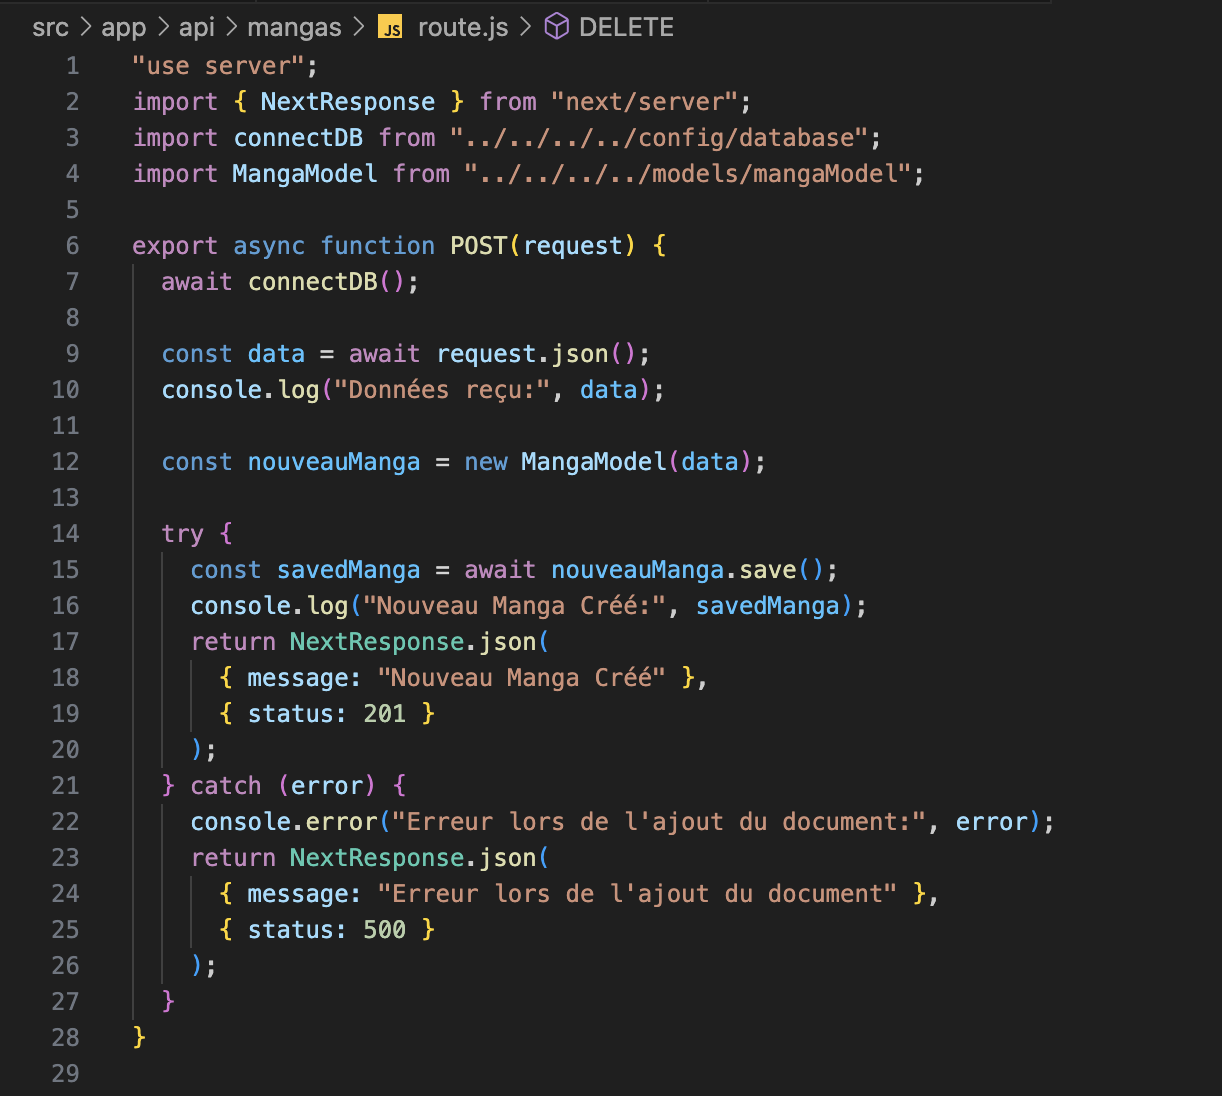 src > app > api > mangas > JS route.js > DELETE
1 "use server";
2 import { NextResponse } from "next/server";
3 import connectDB from "../../../../config/database";
4 import MangaModel from "../../../../models/mangaModel";
5
6 export async function POST(request) {
7 await connectDB();
8
9 const data = await request.json();
10 console.log("Données reçu:", data);
11
12 const nouveauManga = new MangaModel(data);
13
14 try {
15 const savedManga = await nouveauManga.save();
16 console.log("Nouveau Manga Créé:", savedManga);
17 return NextResponse.json(
18 { message: "Nouveau Manga Créé" },
19 { status: 201 }
20 );
21 } catch (error) {
22 console.error("Erreur lors de l'ajout du document:", error);
23 return NextResponse.json(
24 { message: "Erreur lors de l'ajout du document" },
25 { status: 500 }
26 );
27 }
28 }
29